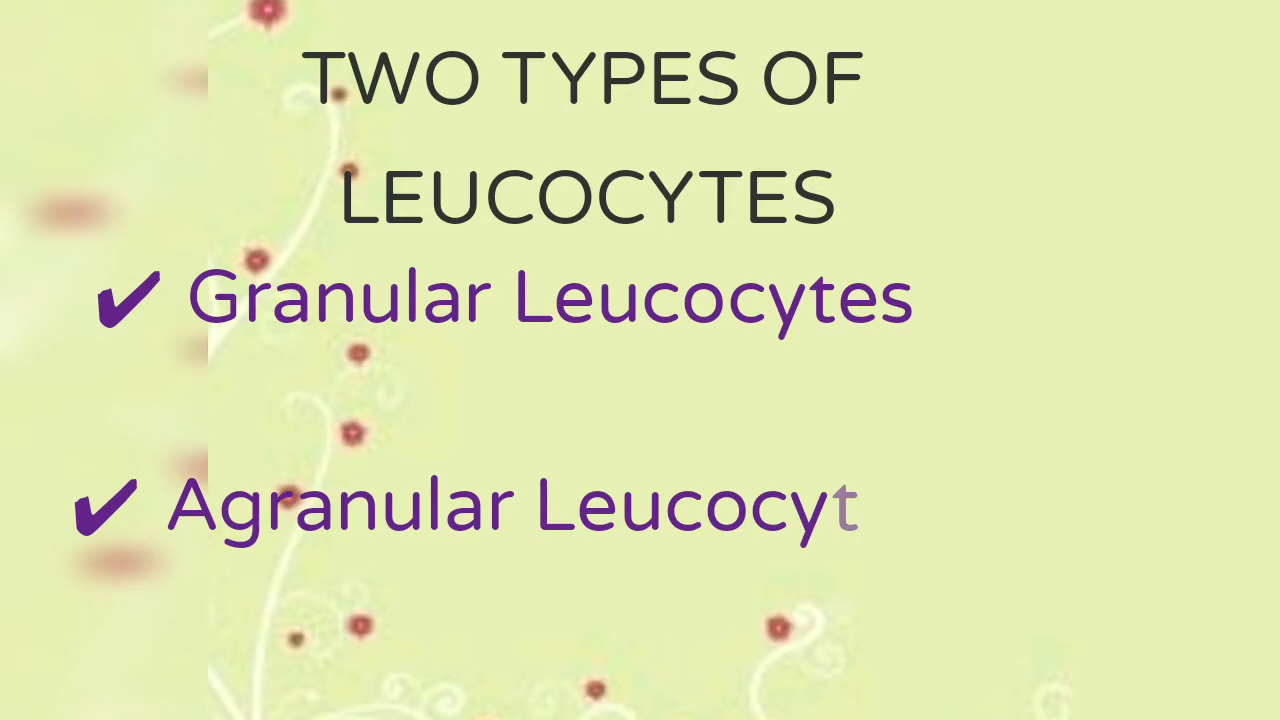 TWO TYPES OF
LEUCOCYTES
✔ Granular Leucocytes
✔ Agranular Leucocyt